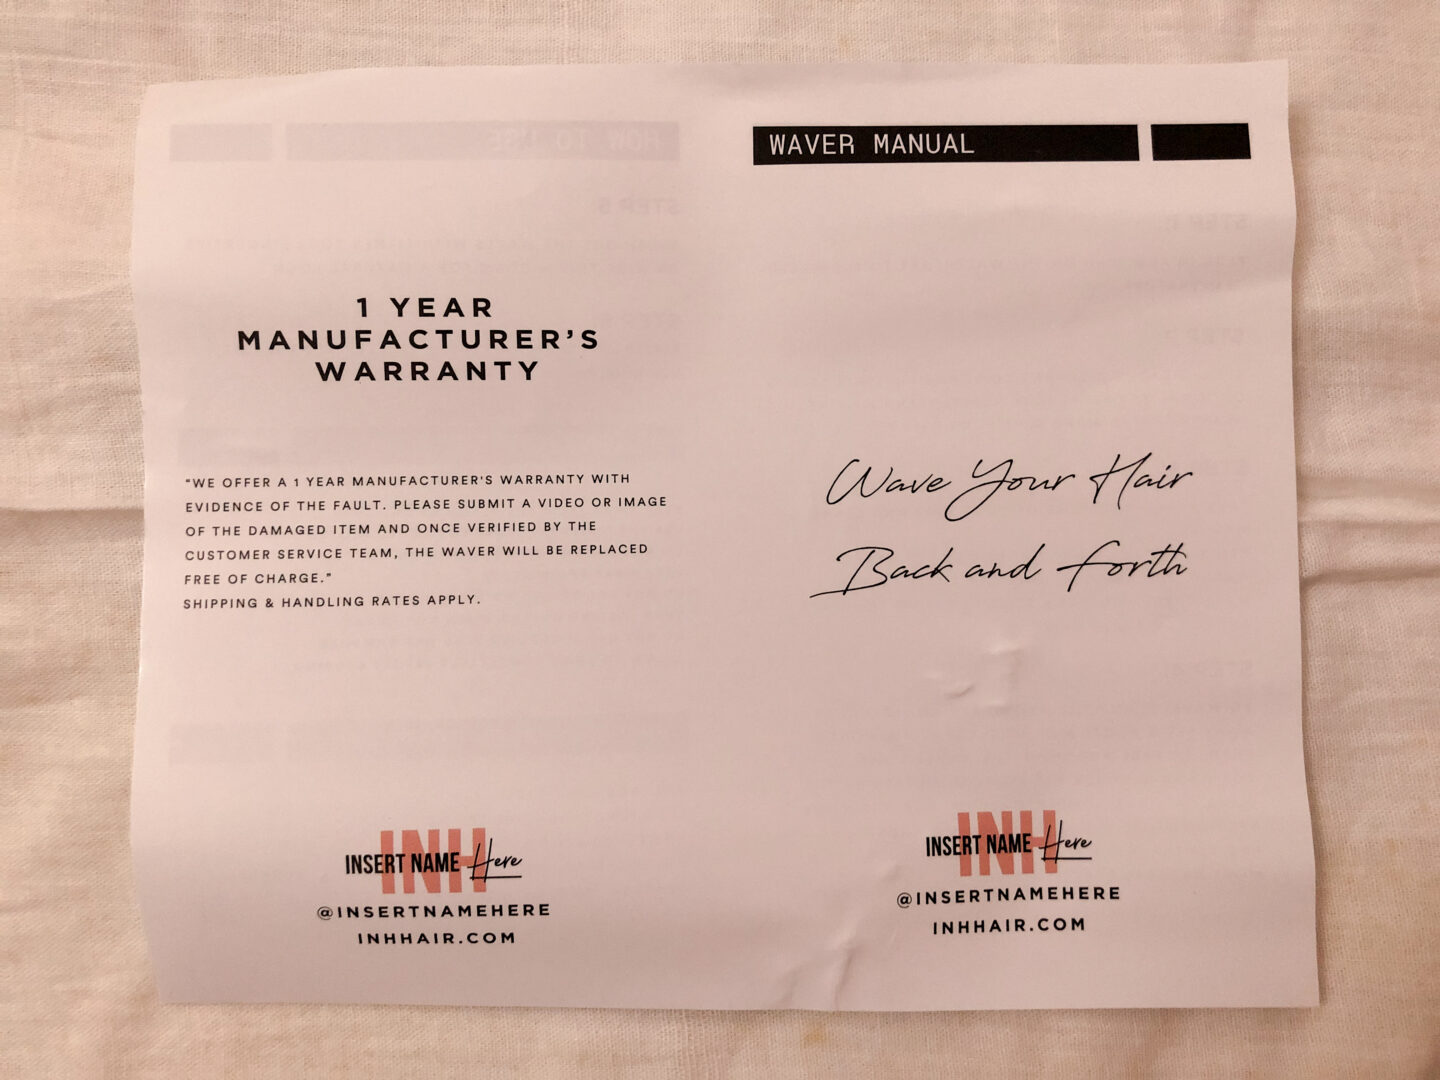 1 YEAR
MANUFACTURER'S
WARRANTY
"WE OFFER A 1 YEAR MANUFACTURER'S WARRANTY WITH
EVIDENCE OF THE FAULT. PLEASE SUBMIT A VIDEO OR IMAGE
OF THE DAMAGED ITEM AND ONCE VERIFIED BY THE
CUSTOMER SERVICE TEAM, THE WAVER WILL BE REPLACED
FREE OF CHARGE."
SHIPPING & HANDLING RATES APPLY.
INH
INSERT NAME Here
@INSERTNAMEHERE
INHHAIR.COM
WAVER MANUAL
Wave Your Hair
Back and forth
INH
INSERT NAME Here
@INSERTNAMEHERE
INHHAIR.COM